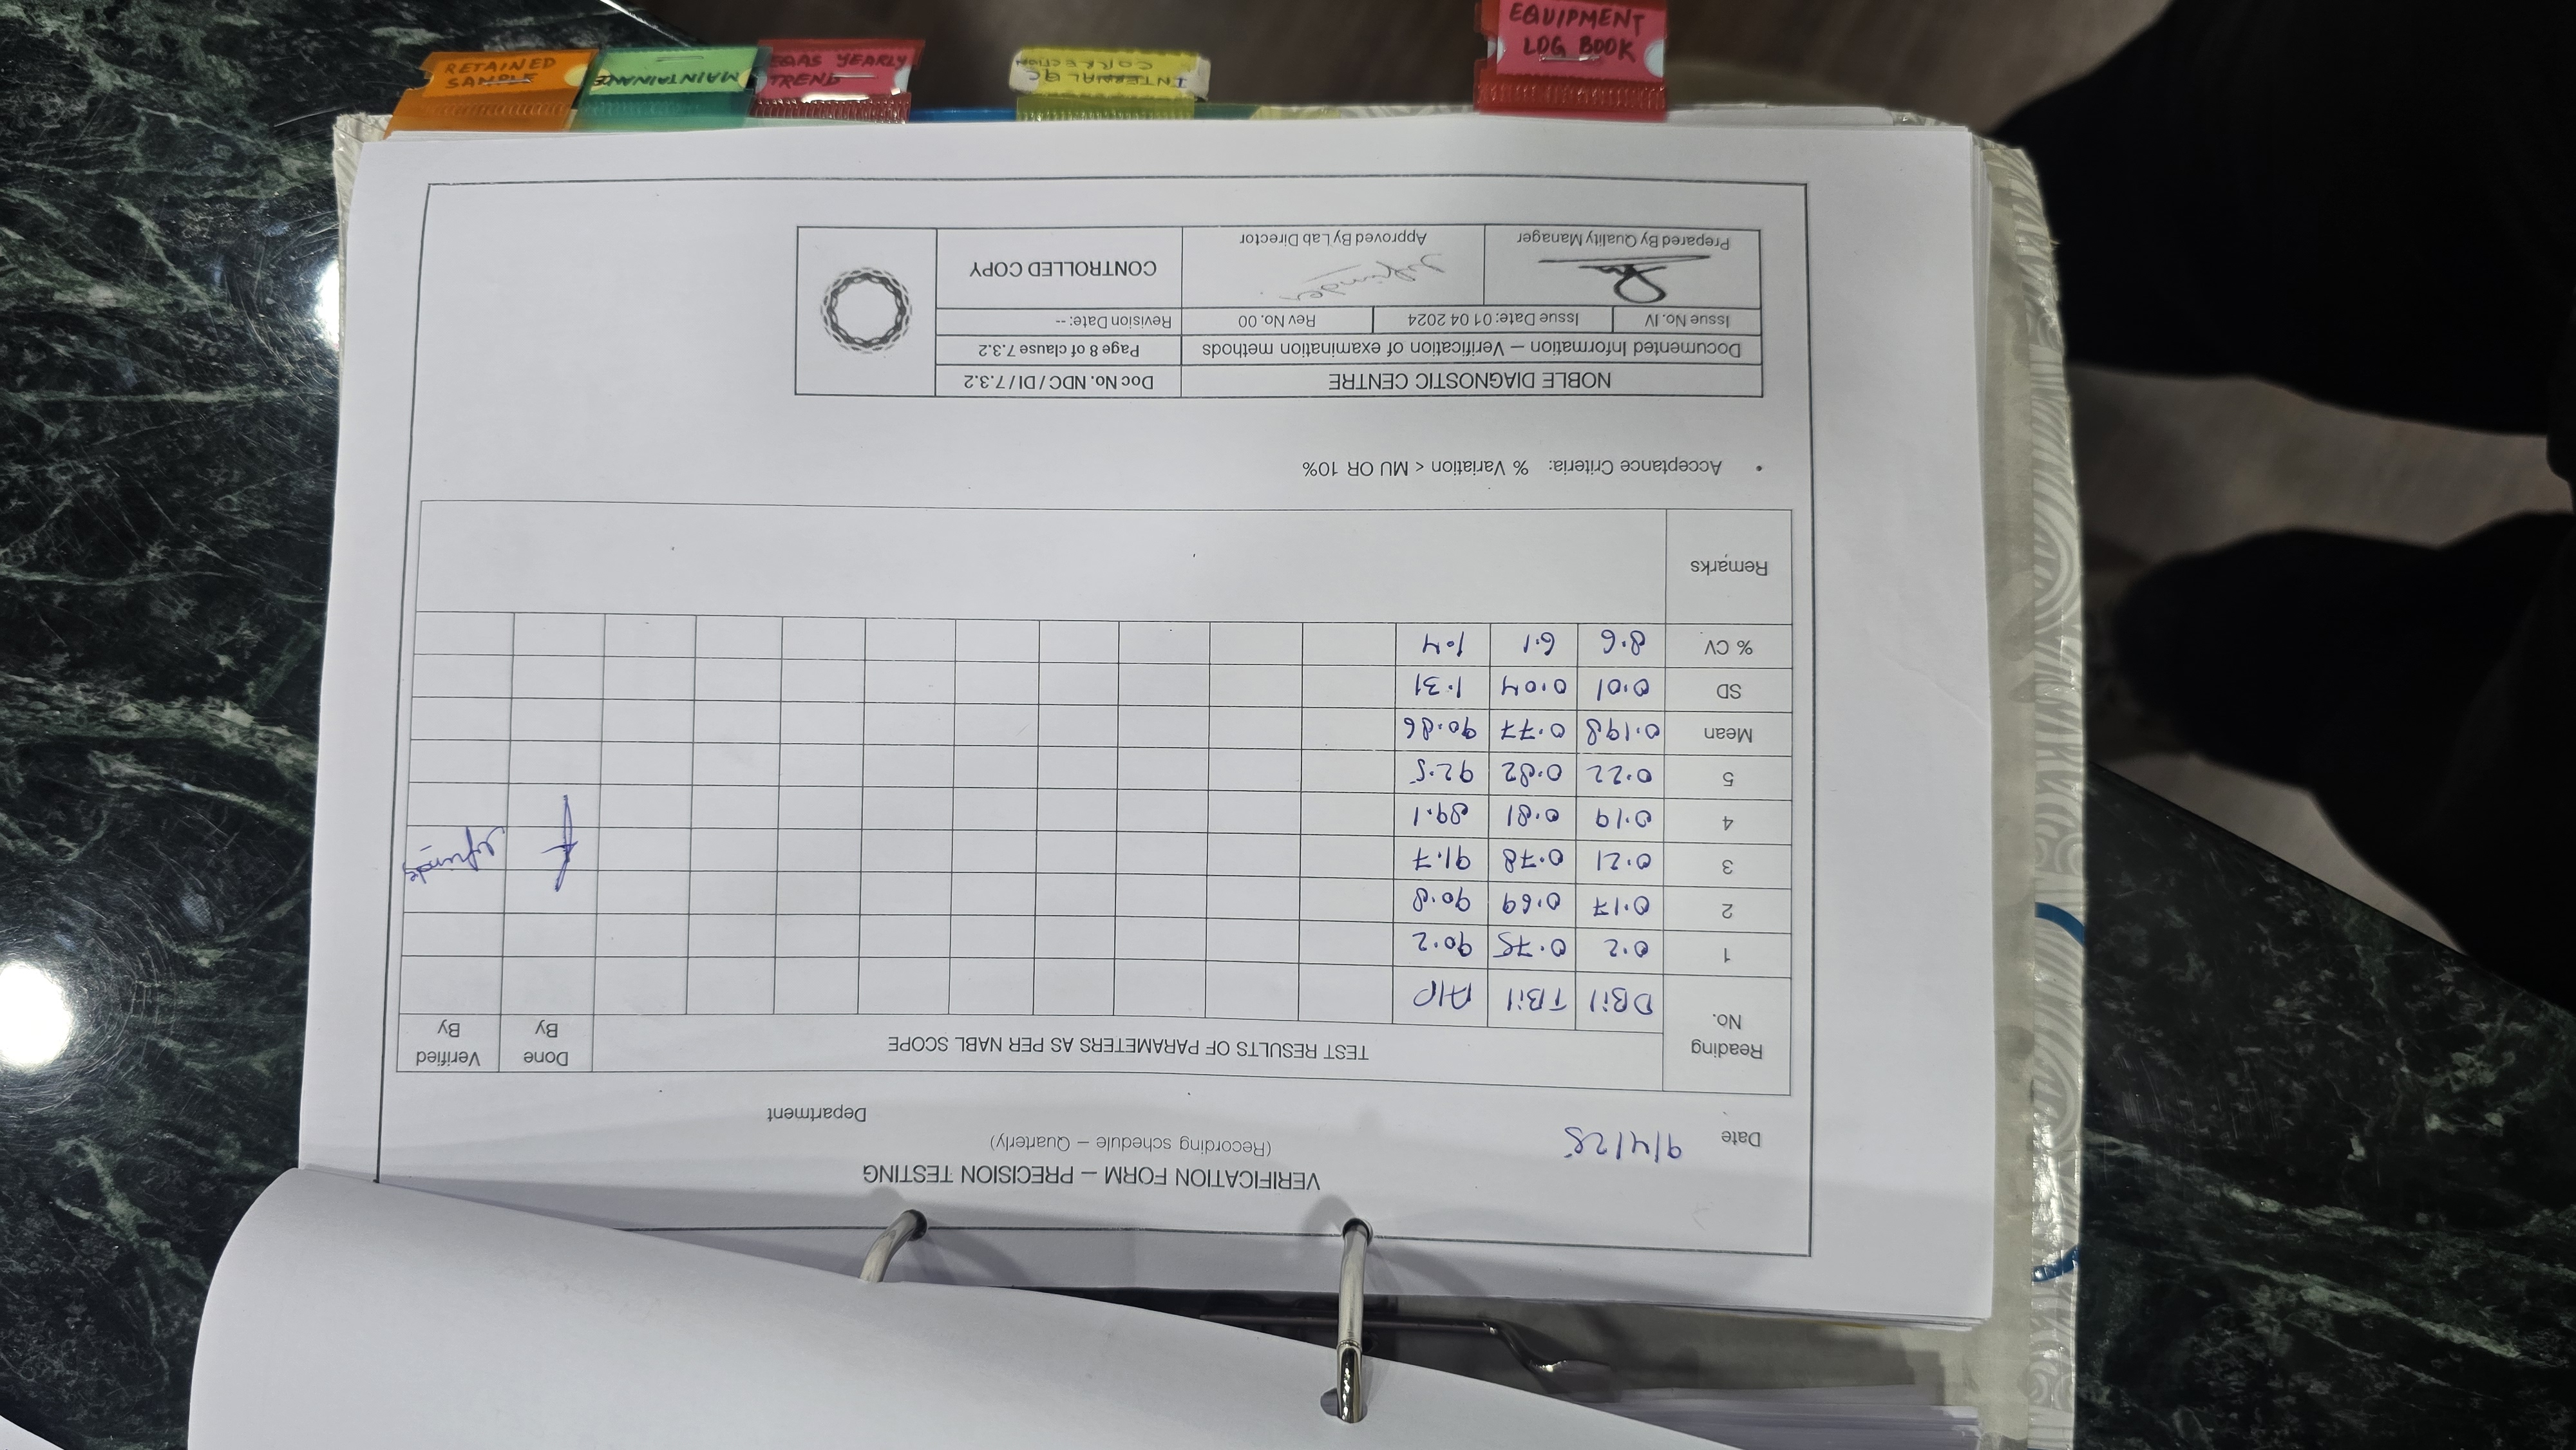 VERIFICATION FORM – PRECISION TESTING
(Recording schedule – Quarterly)
Date 9/4/25 Department
Reading No. TEST RESULTS OF PARAMETERS AS PER NABL SCOPE Done By Verified By
DBil TBil AlP
1 0.2 0.75 90.2
2 0.17 0.69 90.8
3 0.21 0.78 91.7
4 0.19 0.81 89.1
5 0.22 0.82 92.5
Mean 0.198 0.77 90.86
SD 0.01 0.04 1.31
% CV 8.6 6.1 1.4
Remarks
• Acceptance Criteria: % Variation < MU OR 10%
NOBLE DIAGNOSTIC CENTRE Doc No. NDC / DI / 7.3.2
Documented Information – Verification of examination methods Page 8 of clause 7.3.2
Issue No. IV Issue Date: 01 04 2024 Rev No. 00 Revision Date: --
Prepared By Quality Manager Approved By Lab Director CONTROLLED COPY
RETAINED SAMPLE
YEARLY
TREND
INTERNAL QC
CORRECTION
EQUIPMENT
LOG BOOK